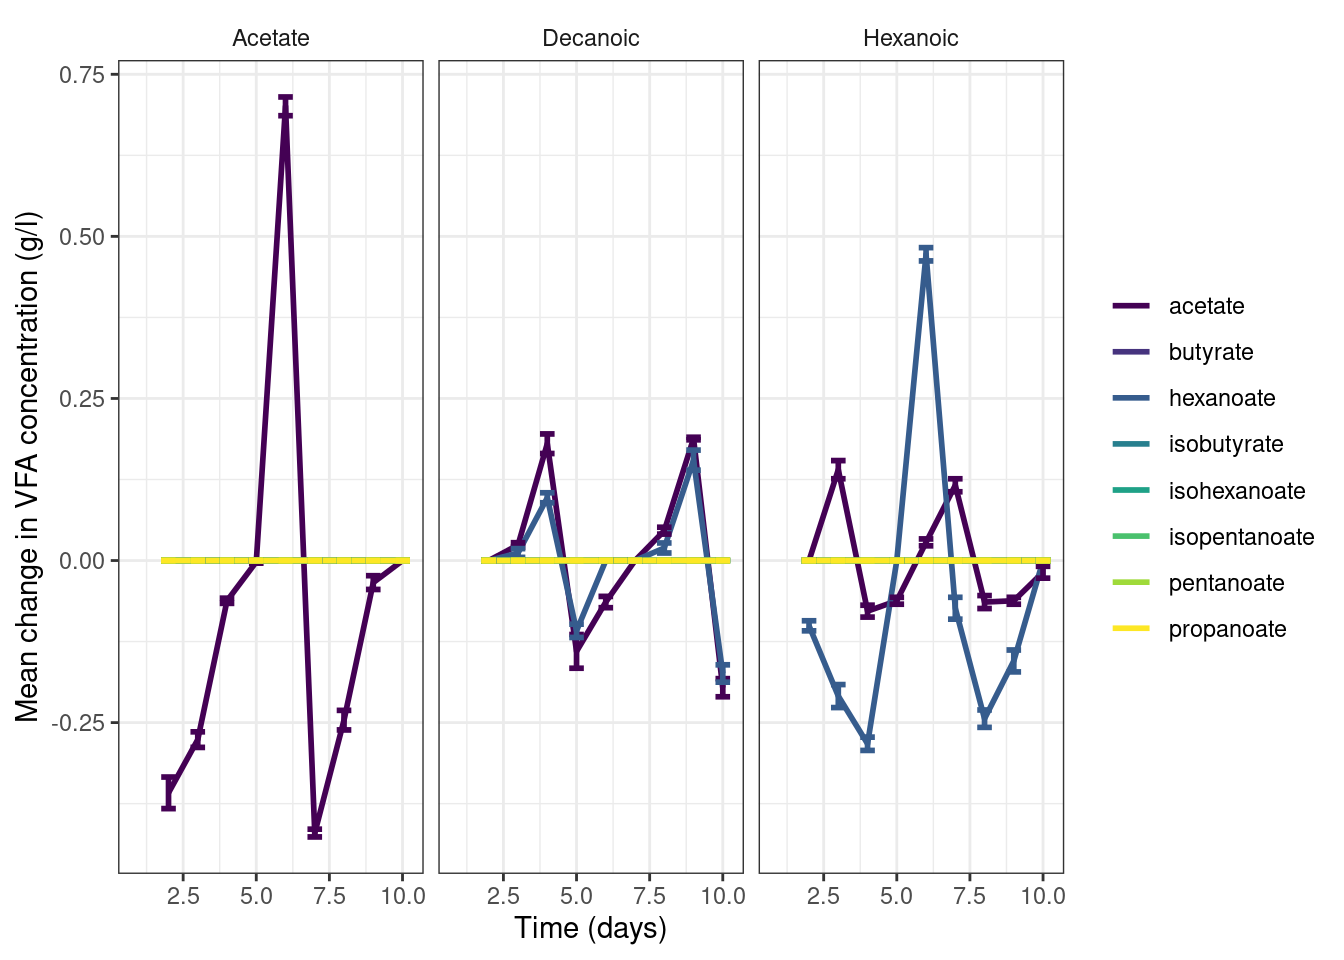 Acetate Decanoic Hexanoic
Mean change in VFA concentration (g/l)
0.75
0.50
0.25
0.00
-0.25
2.5 5.0 7.5 10.0 2.5 5.0 7.5 10.0 2.5 5.0 7.5 10.0
Time (days)
acetate
butyrate
hexanoate
isobutyrate
isohexanoate
isopentanoate
pentanoate
propanoate